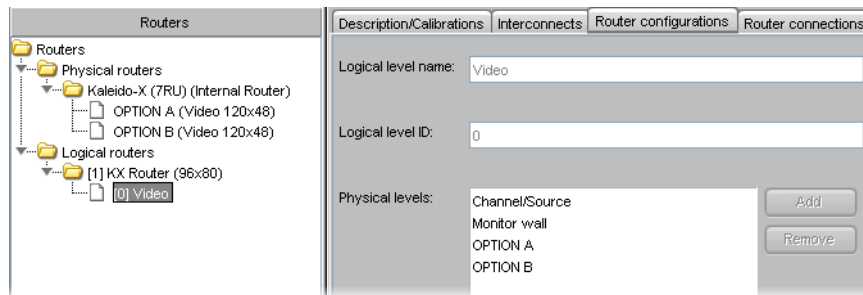 Routers
Routers
Physical routers
Kaleido-X (7RU) (Internal Router)
OPTION A (Video 120x48)
OPTION B (Video 120x48)
Logical routers
[1] KX Router (96x80)
[0] Video
Description/Calibrations Interconnects Router configurations Router connections
Logical level name: Video
Logical level ID: 0
Physical levels: Channel/Source Add
Monitor wall
OPTION A Remove
OPTION B